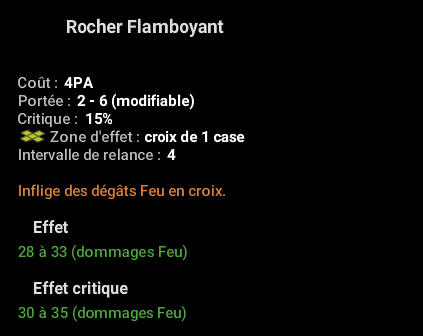 Rocher Flamboyant
Coût : 4PA
Portée : 2 - 6 (modifiable)
Critique : 15%
Zone d'effet : croix de 1 case
Intervalle de relance : 4
Inflige des dégâts Feu en croix.
Effet
28 à 33 (dommages Feu)
Effet critique
30 à 35 (dommages Feu)